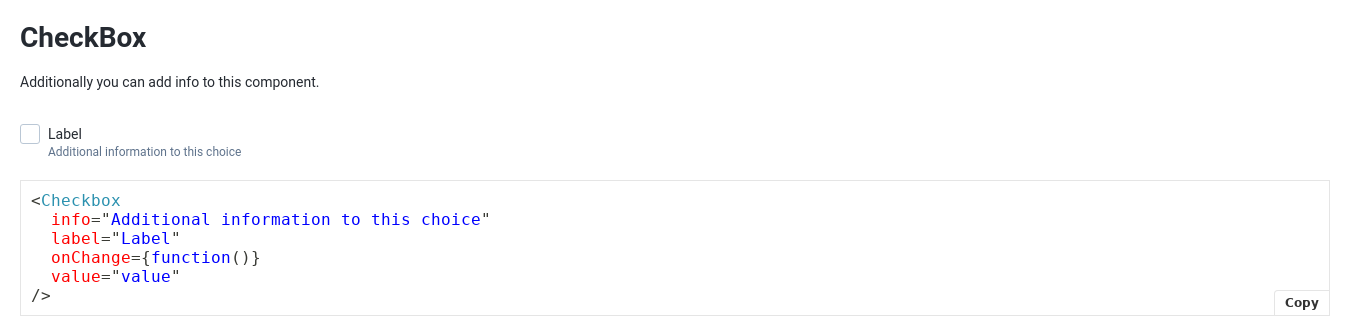 CheckBox
Additionally you can add info to this component.
Label
Additional information to this choice
<Checkbox
  info="Additional information to this choice"
  label="Label"
  onChange={function()}
  value="value"
/>
Copy